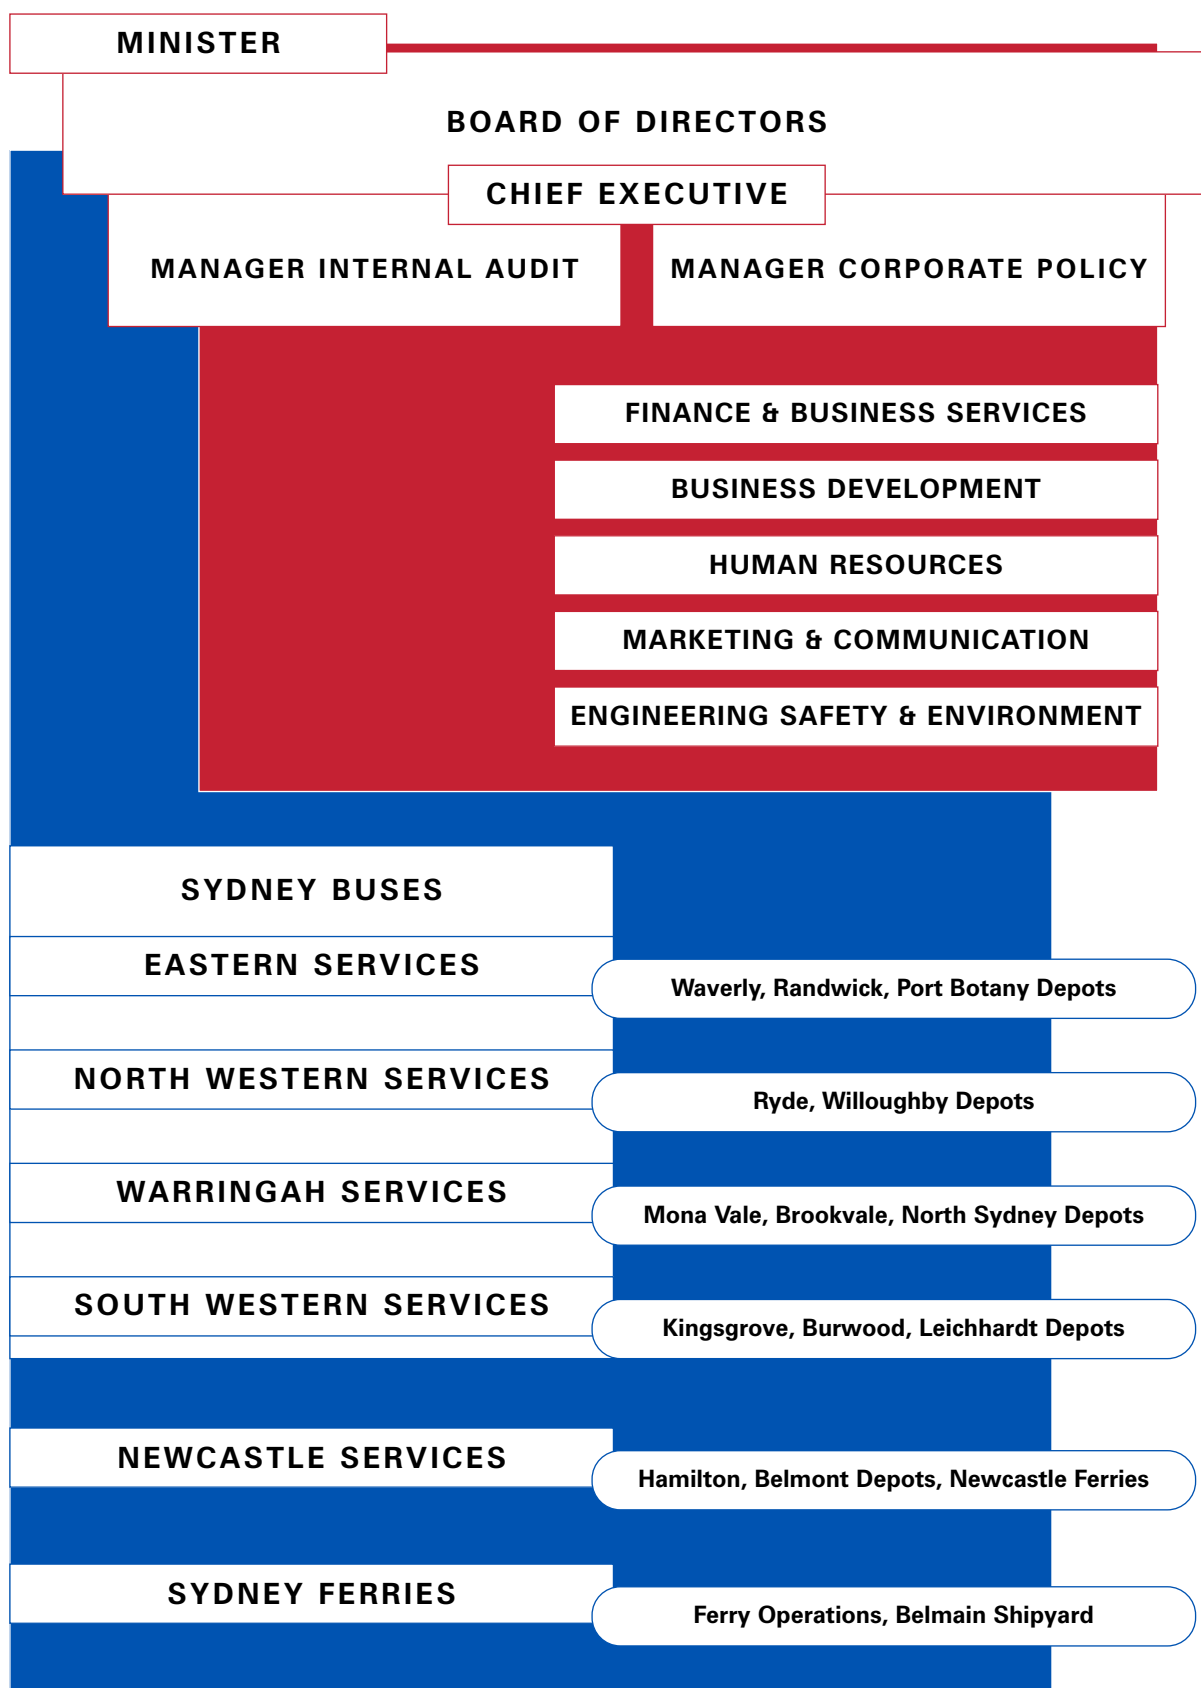 MINISTER
BOARD OF DIRECTORS
CHIEF EXECUTIVE
MANAGER INTERNAL AUDIT
MANAGER CORPORATE POLICY
FINANCE & BUSINESS SERVICES
BUSINESS DEVELOPMENT
HUMAN RESOURCES
MARKETING & COMMUNICATION
ENGINEERING SAFETY & ENVIRONMENT
SYDNEY BUSES
EASTERN SERVICES
Waverly, Randwick, Port Botany Depots
NORTH WESTERN SERVICES
Ryde, Willoughby Depots
WARRINGAH SERVICES
Mona Vale, Brookvale, North Sydney Depots
SOUTH WESTERN SERVICES
Kingsgrove, Burwood, Leichhardt Depots
NEWCASTLE SERVICES
Hamilton, Belmont Depots, Newcastle Ferries
SYDNEY FERRIES
Ferry Operations, Belmain Shipyard